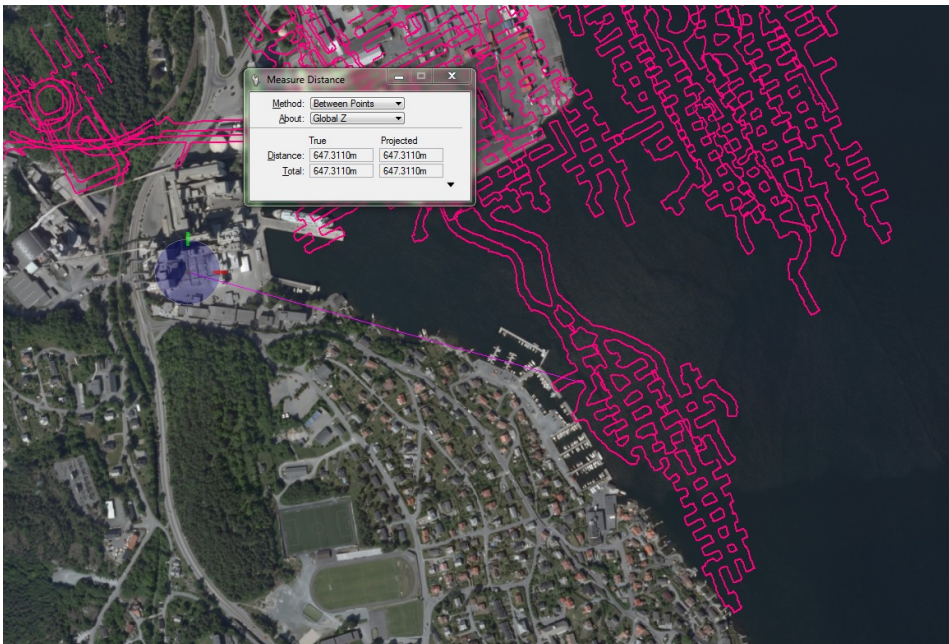 Measure Distance
Method: Between Points
About: Global Z
True Projected
Distance: 647.3110m 647.3110m
Total: 647.3110m 647.3110m